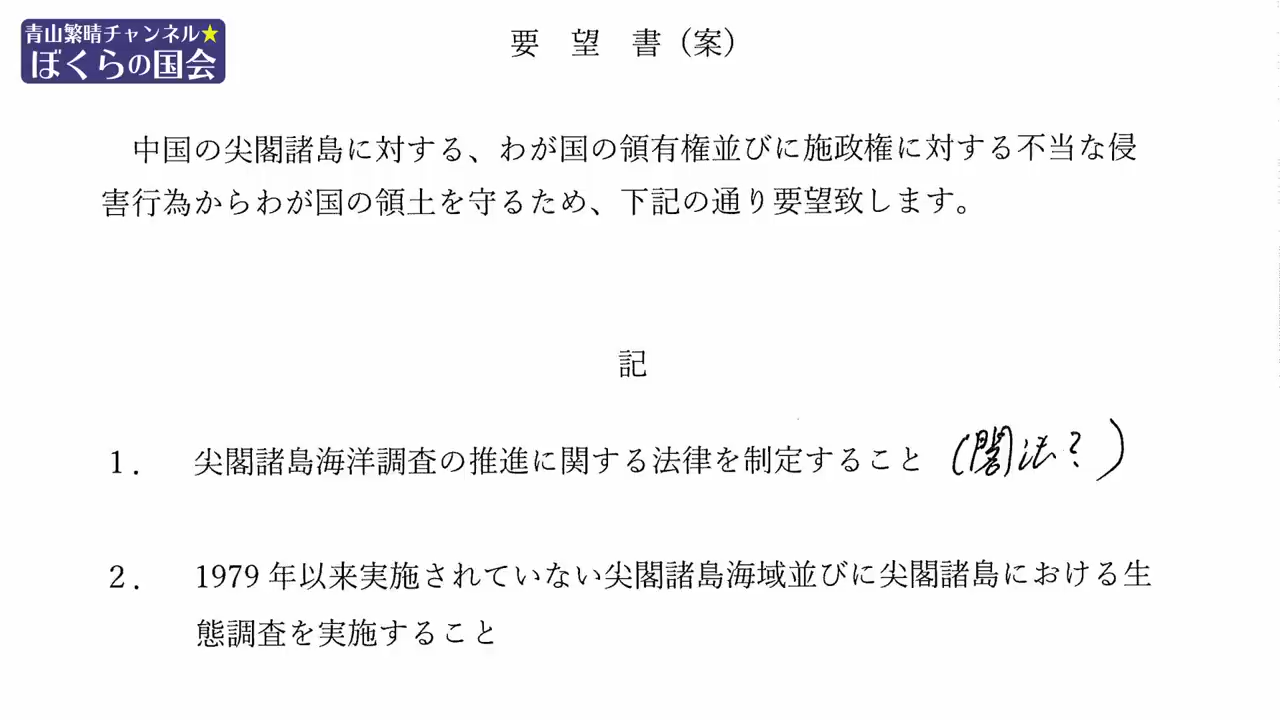 青山繁晴チャンネル★
ぼくらの国会
要 望 書（案）
中国の尖閣諸島に対する、わが国の領有権並びに施政権に対する不当な侵
害行為からわが国の領土を守るため、下記の通り要望致します。
記
1． 尖閣諸島海洋調査の推進に関する法律を制定すること (閣法?)
2． 1979 年以来実施されていない尖閣諸島海域並びに尖閣諸島における生
態調査を実施すること